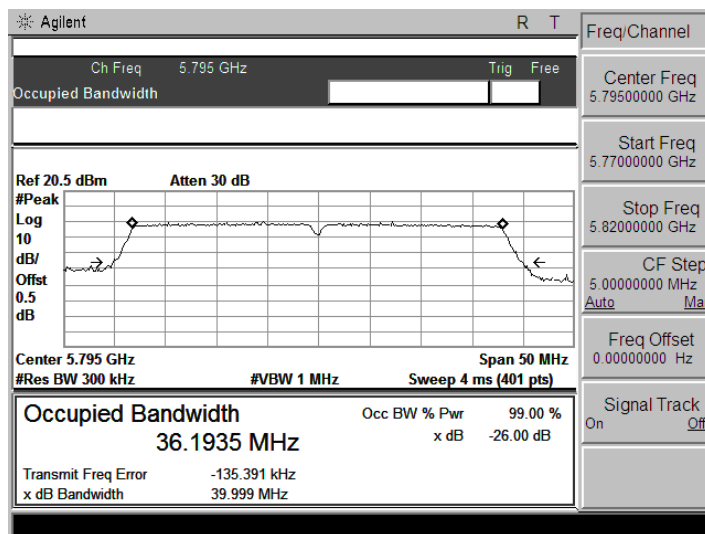 Agilent R T
Ch Freq 5.795 GHz Trig Free
Occupied Bandwidth
Ref 20.5 dBm Atten 30 dB
#Peak
Log
10
dB/
Offst
0.5
dB
Center 5.795 GHz Span 50 MHz
#Res BW 300 kHz #VBW 1 MHz Sweep 4 ms (401 pts)
Occupied Bandwidth
36.1935 MHz
Occ BW % Pwr 99.00 %
x dB -26.00 dB
Transmit Freq Error -135.391 kHz
x dB Bandwidth 39.999 MHz
Freq/Channel
Center Freq
5.79500000 GHz
Start Freq
5.77000000 GHz
Stop Freq
5.82000000 GHz
CF Step
5.00000000 MHz
Auto Ma
Freq Offset
0.00000000 Hz
Signal Track
On Off